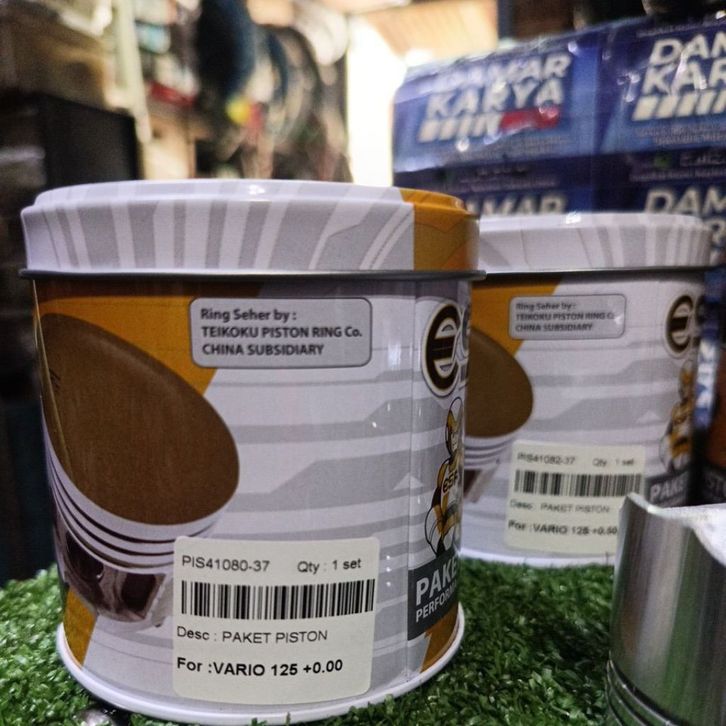 DAMAR
KARYA
DAMAR
KARYA
DAMAR
Ring Seher by :
TEIKOKU PISTON RING Co.
CHINA SUBSIDIARY
PIS41080-37 Qty : 1 set
Desc : PAKET PISTON
For :VARIO 125 +0.00
Ring Seher by :
TEIKOKU PISTON RING Co.
CHINA SUBSIDIARY
PIS41082-37 Qty : 1 set
Desc : PAKET PISTON
For :VARIO 125 +0.50